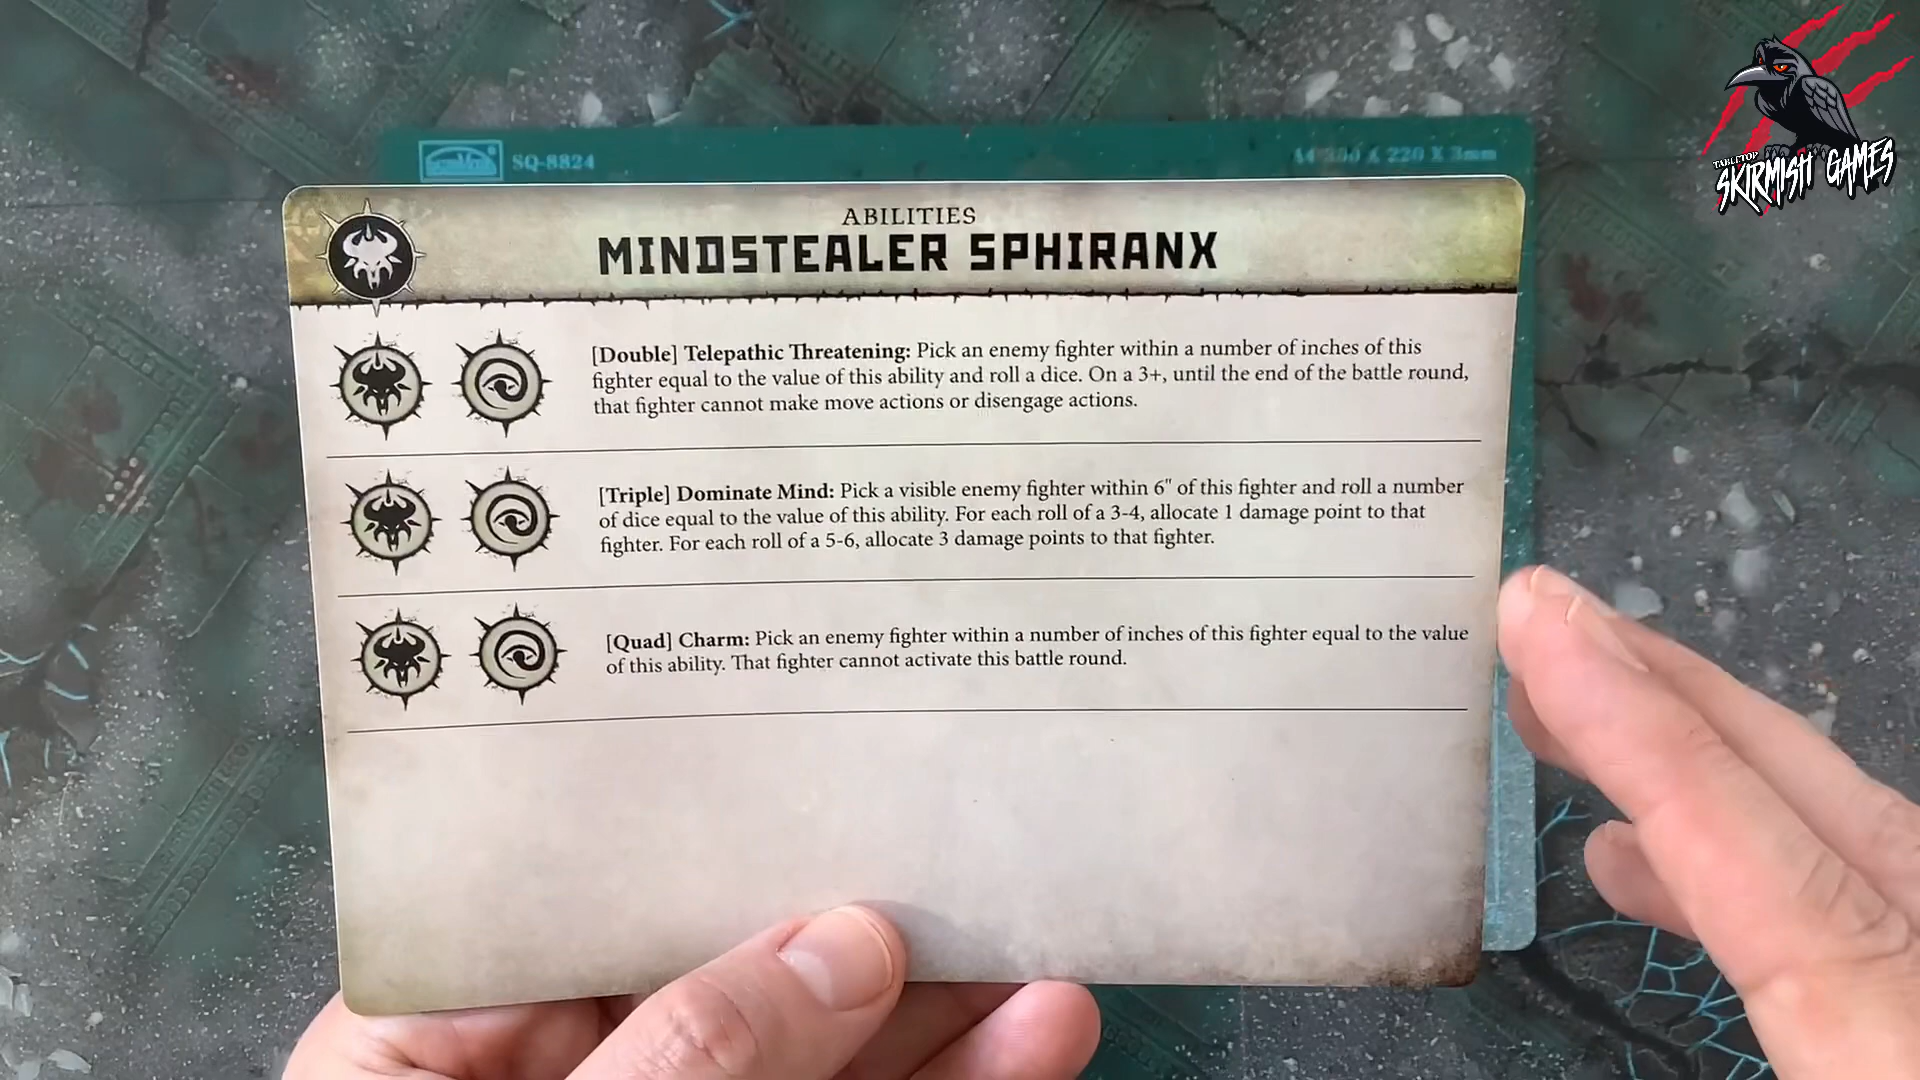 TABLETOP
SKIRMISH GAMES
SQ-8824
220 X 3mm
ABILITIES
MINDSTEALER SPHIRANX
[Double] Telepathic Threatening: Pick an enemy fighter within a number of inches of this
fighter equal to the value of this ability and roll a dice. On a 3+, until the end of the battle round,
that fighter cannot make move actions or disengage actions.
[Triple] Dominate Mind: Pick a visible enemy fighter within 6" of this fighter and roll a number
of dice equal to the value of this ability. For each roll of a 3-4, allocate 1 damage point to that
fighter. For each roll of a 5-6, allocate 3 damage points to that fighter.
[Quad] Charm: Pick an enemy fighter within a number of inches of this fighter equal to the value
of this ability. That fighter cannot activate this battle round.